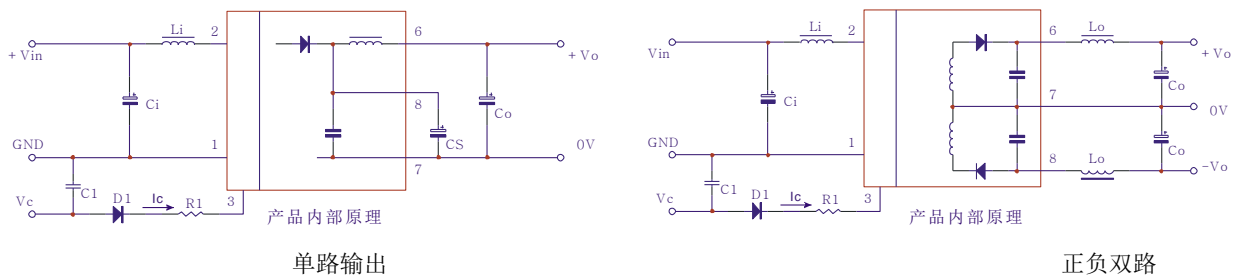 Li
2
6
+Vin
+Vo
Ci
8
Co
CS
GND
1
0V
7
C1
D1
Ic
R1
3
Vc
产品内部原理
单路输出
Li
2
6
Lo
Vin
+Vo
Ci
Co
7
0V
GND
1
Co
8
Lo
-Vo
C1
D1
Ic
R1
3
Vc
产品内部原理
正负双路